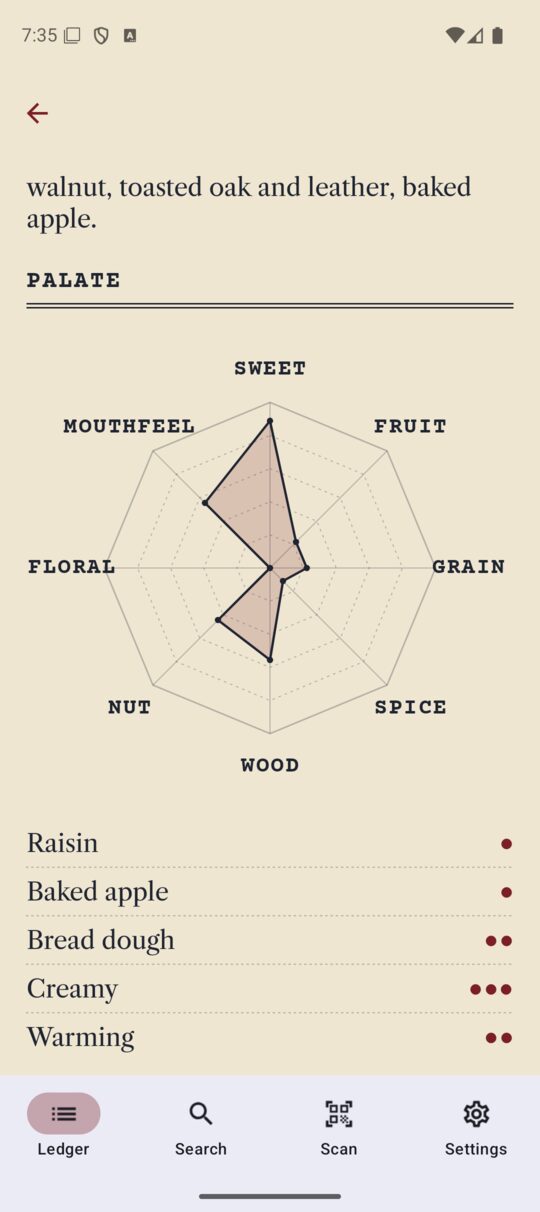 7:35
walnut, toasted oak and leather, baked
apple.
PALATE
SWEET
MOUTHFEEL
FRUIT
FLORAL
GRAIN
NUT
SPICE
WOOD
Raisin
Baked apple
Bread dough
Creamy
Warming
Ledger
Search
Scan
Settings